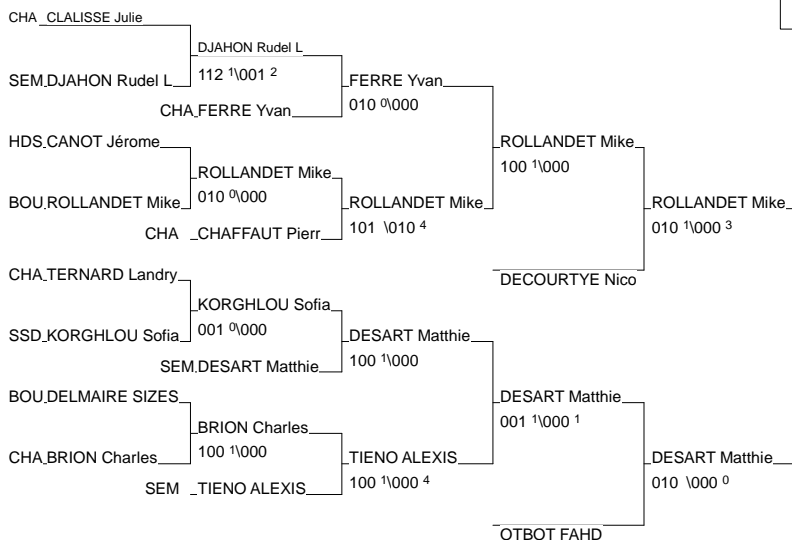 CHA CLALISSE Julie
DJAHON Rudel L
SEM DJAHON Rudel L
112 1\001 2
FERRE Yvan
CHA FERRE Yvan
010 0\000
HDS CANOT Jérome
ROLLANDET Mike
100 1\000
ROLLANDET Mike
BOU ROLLANDET Mike
010 0\000
ROLLANDET Mike
ROLLANDET Mike
CHA CHAFFAUT Pierr
101 \010 4
010 1\000 3
CHA TERNARD Landry
DECOURTYE Nico
KORGHLOU Sofia
SSD KORGHLOU Sofia
001 0\000
DESART Matthie
SEM DESART Matthie
100 1\000
BOU DELMAIRE SIZES
DESART Matthie
001 1\000 1
BRION Charles
CHA BRION Charles
100 1\000
TIENO ALEXIS
DESART Matthie
SEM TIENO ALEXIS
100 1\000 4
010 \000 0
OTBOT FAHD